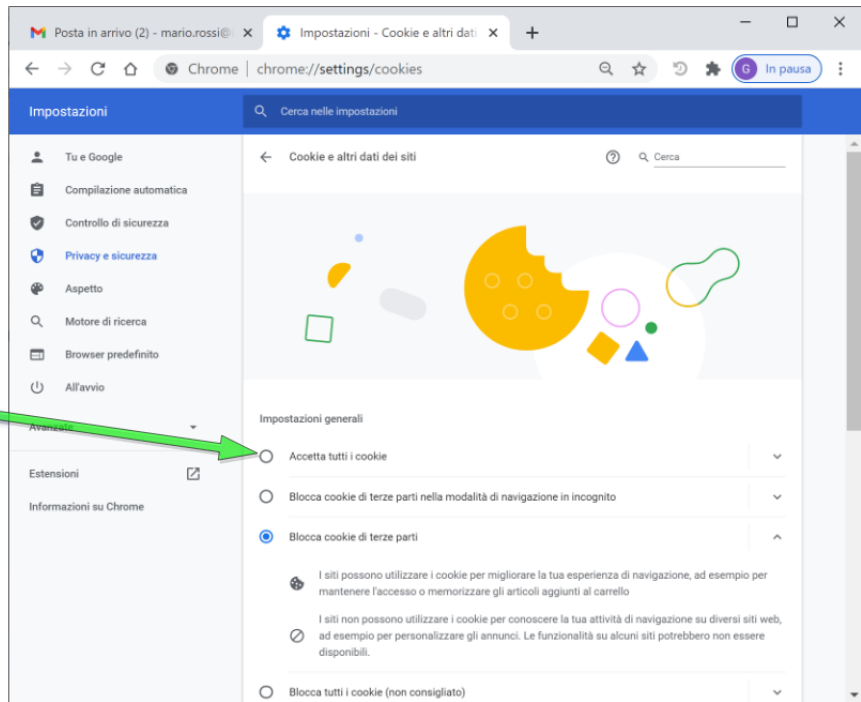 Posta in arrivo (2) - mario.rossi@
Impostazioni - Cookie e altri dati
Chrome | chrome://settings/cookies
G In pausa
Impostazioni
Cerca nelle impostazioni
Tu e Google
Compilazione automatica
Controllo di sicurezza
Privacy e sicurezza
Aspetto
Motore di ricerca
Browser predefinito
All'avvio
Avanzate
Estensioni
Informazioni su Chrome
Cookie e altri dati dei siti
Cerca
Impostazioni generali
Accetta tutti i cookie
Blocca cookie di terze parti nella modalità di navigazione in incognito
Blocca cookie di terze parti
I siti possono utilizzare i cookie per migliorare la tua esperienza di navigazione, ad esempio per
mantenere l'accesso o memorizzare gli articoli aggiunti al carrello
I siti non possono utilizzare i cookie per conoscere la tua attività di navigazione su diversi siti web,
ad esempio per personalizzare gli annunci. Le funzionalità su alcuni siti potrebbero non essere
disponibili.
Blocca tutti i cookie (non consigliato)